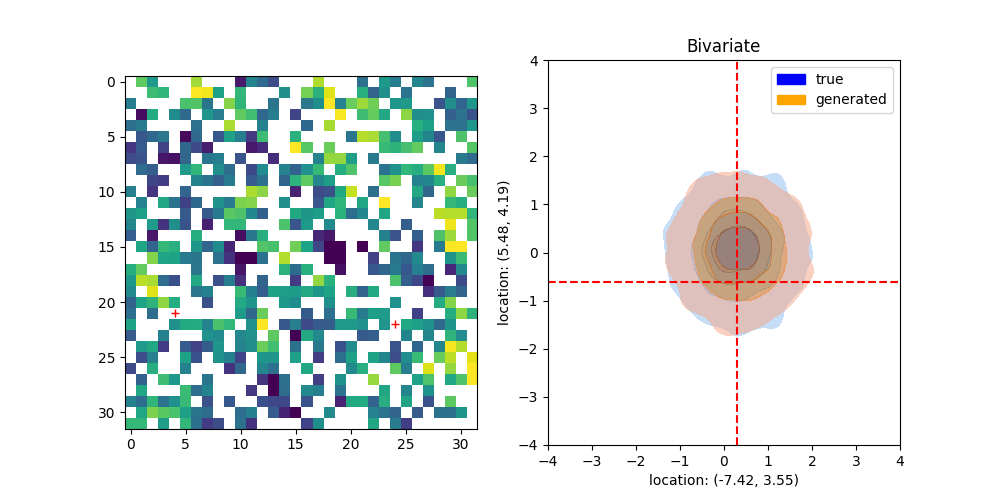 Bivariate
true
generated
0
5
10
15
20
25
30
0 5 10 15 20 25 30
location: (5.48, 4.19)
4
3
2
1
0
−1
−2
−3
−4
−4 −3 −2 −1 0 1 2 3 4
location: (-7.42, 3.55)